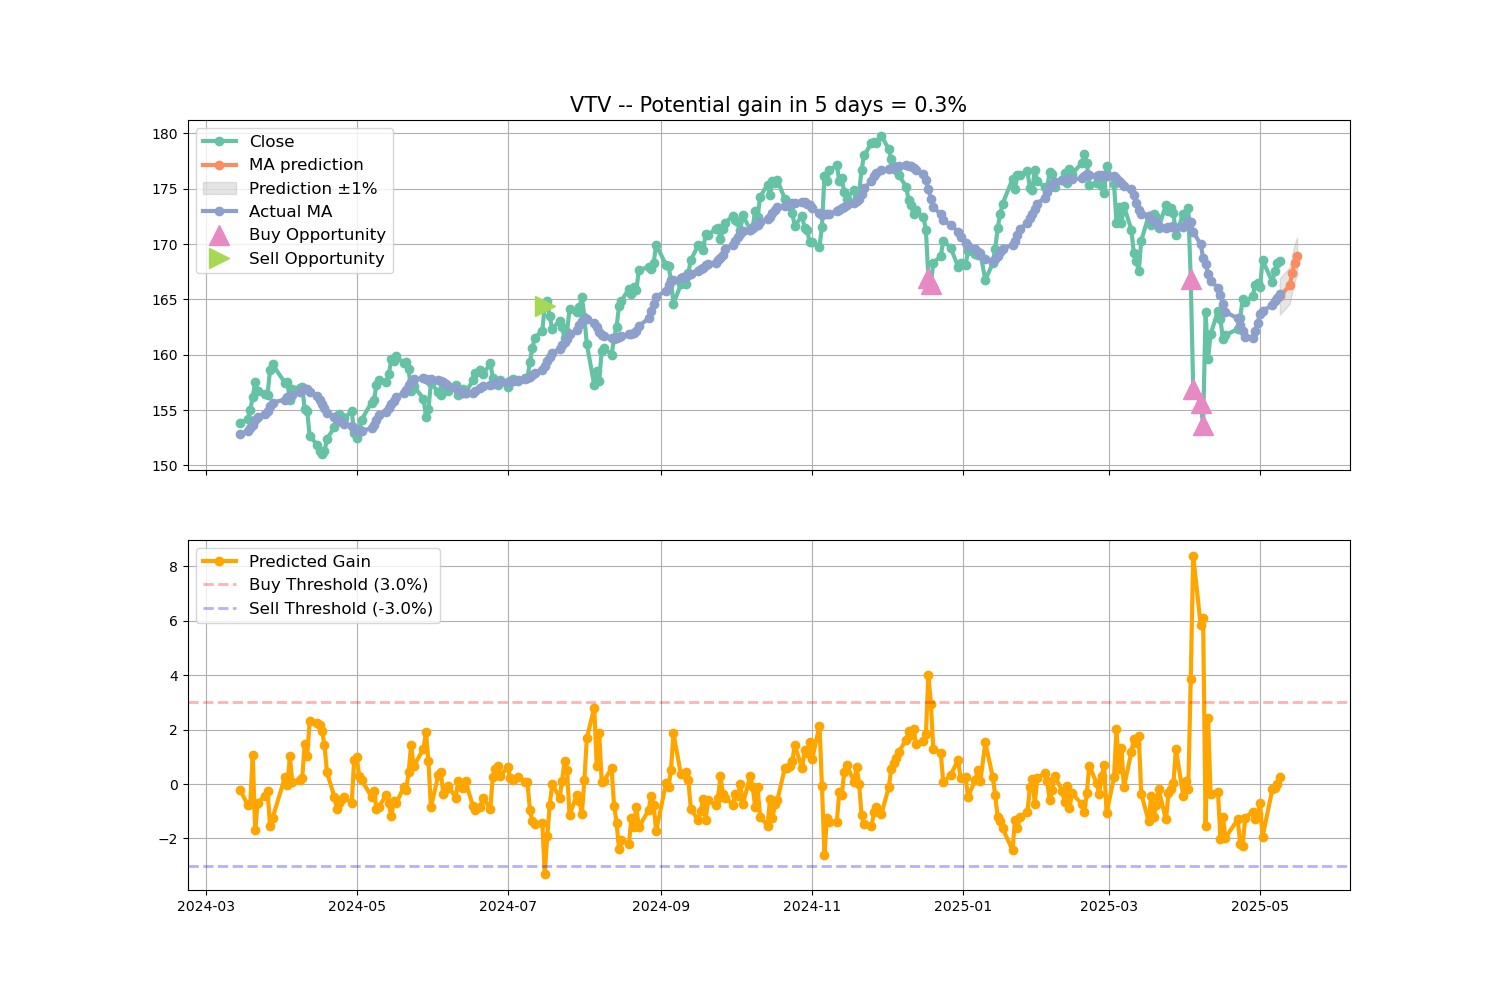 VTV -- Potential gain in 5 days = 0.3%
180
175
170
165
160
155
150
Close
MA prediction
Prediction ±1%
Actual MA
Buy Opportunity
Sell Opportunity
8
6
4
2
0
−2
Predicted Gain
Buy Threshold (3.0%)
Sell Threshold (-3.0%)
2024-03
2024-05
2024-07
2024-09
2024-11
2025-01
2025-03
2025-05